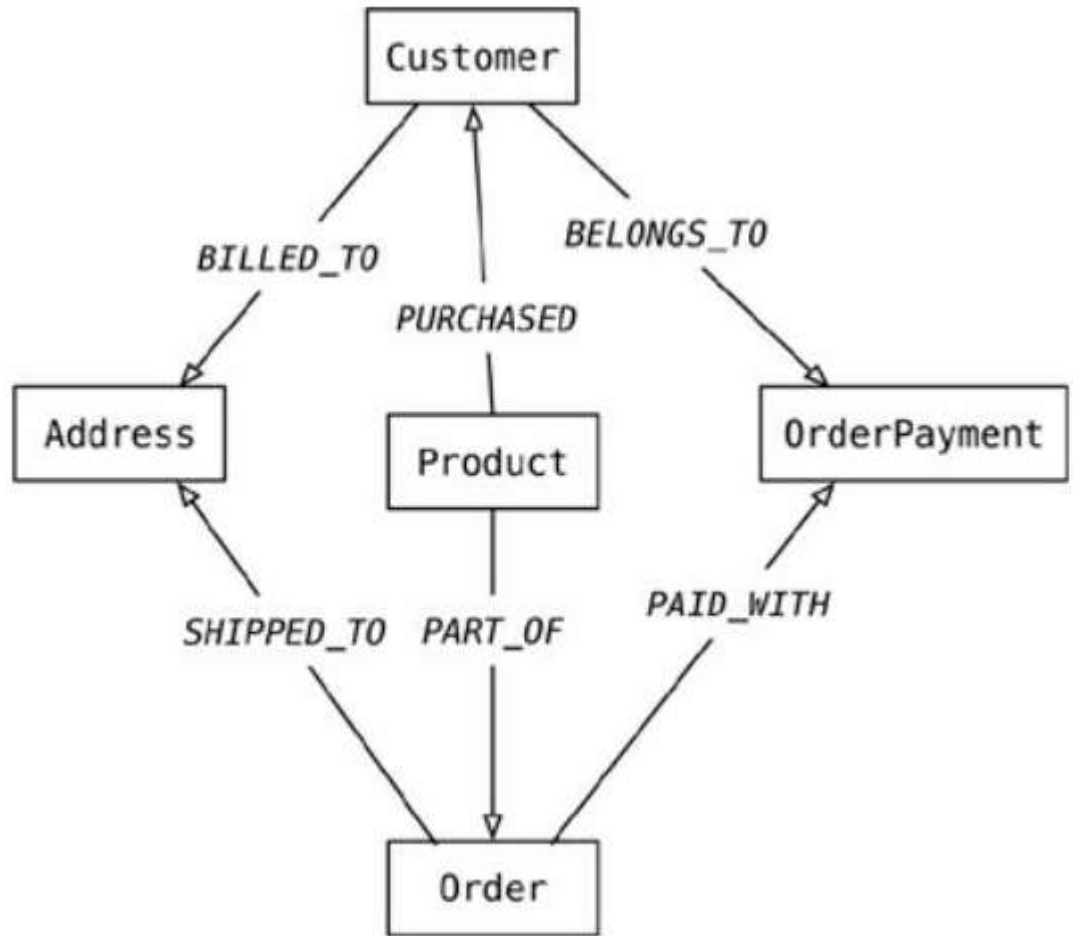 Customer
BELONGS_TO
BILLED_TO
PURCHASED
Address
Product
OrderPayment
PAID_WITH
SHIPPED_TO
PART_OF
Order